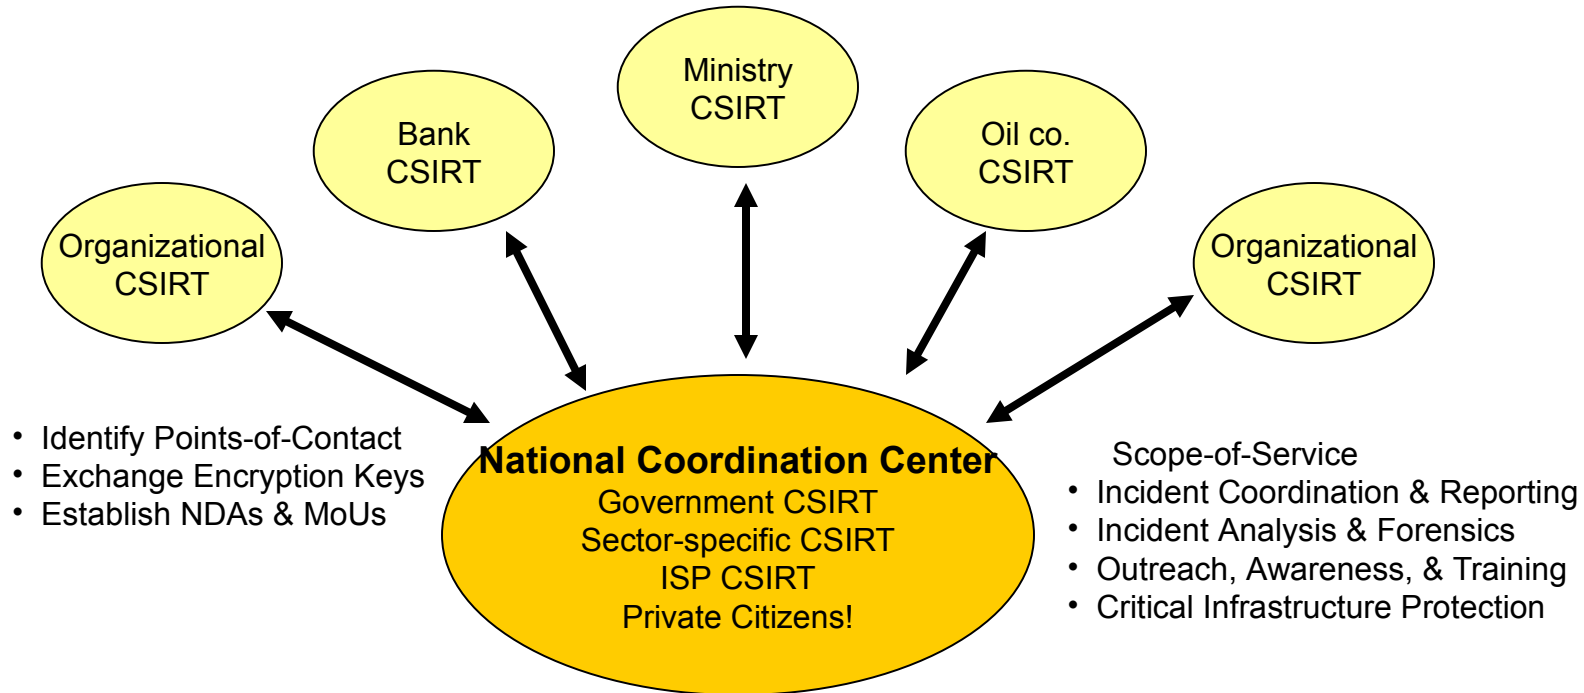 Ministry
CSIRT
Bank
CSIRT
Oil co.
CSIRT
Organizational
CSIRT
Organizational
CSIRT
• Identify Points-of-Contact
• Exchange Encryption Keys
• Establish NDAs & MoUs
National Coordination Center
Government CSIRT
Sector-specific CSIRT
ISP CSIRT
Private Citizens!
Scope-of-Service
• Incident Coordination & Reporting
• Incident Analysis & Forensics
• Outreach, Awareness, & Training
• Critical Infrastructure Protection